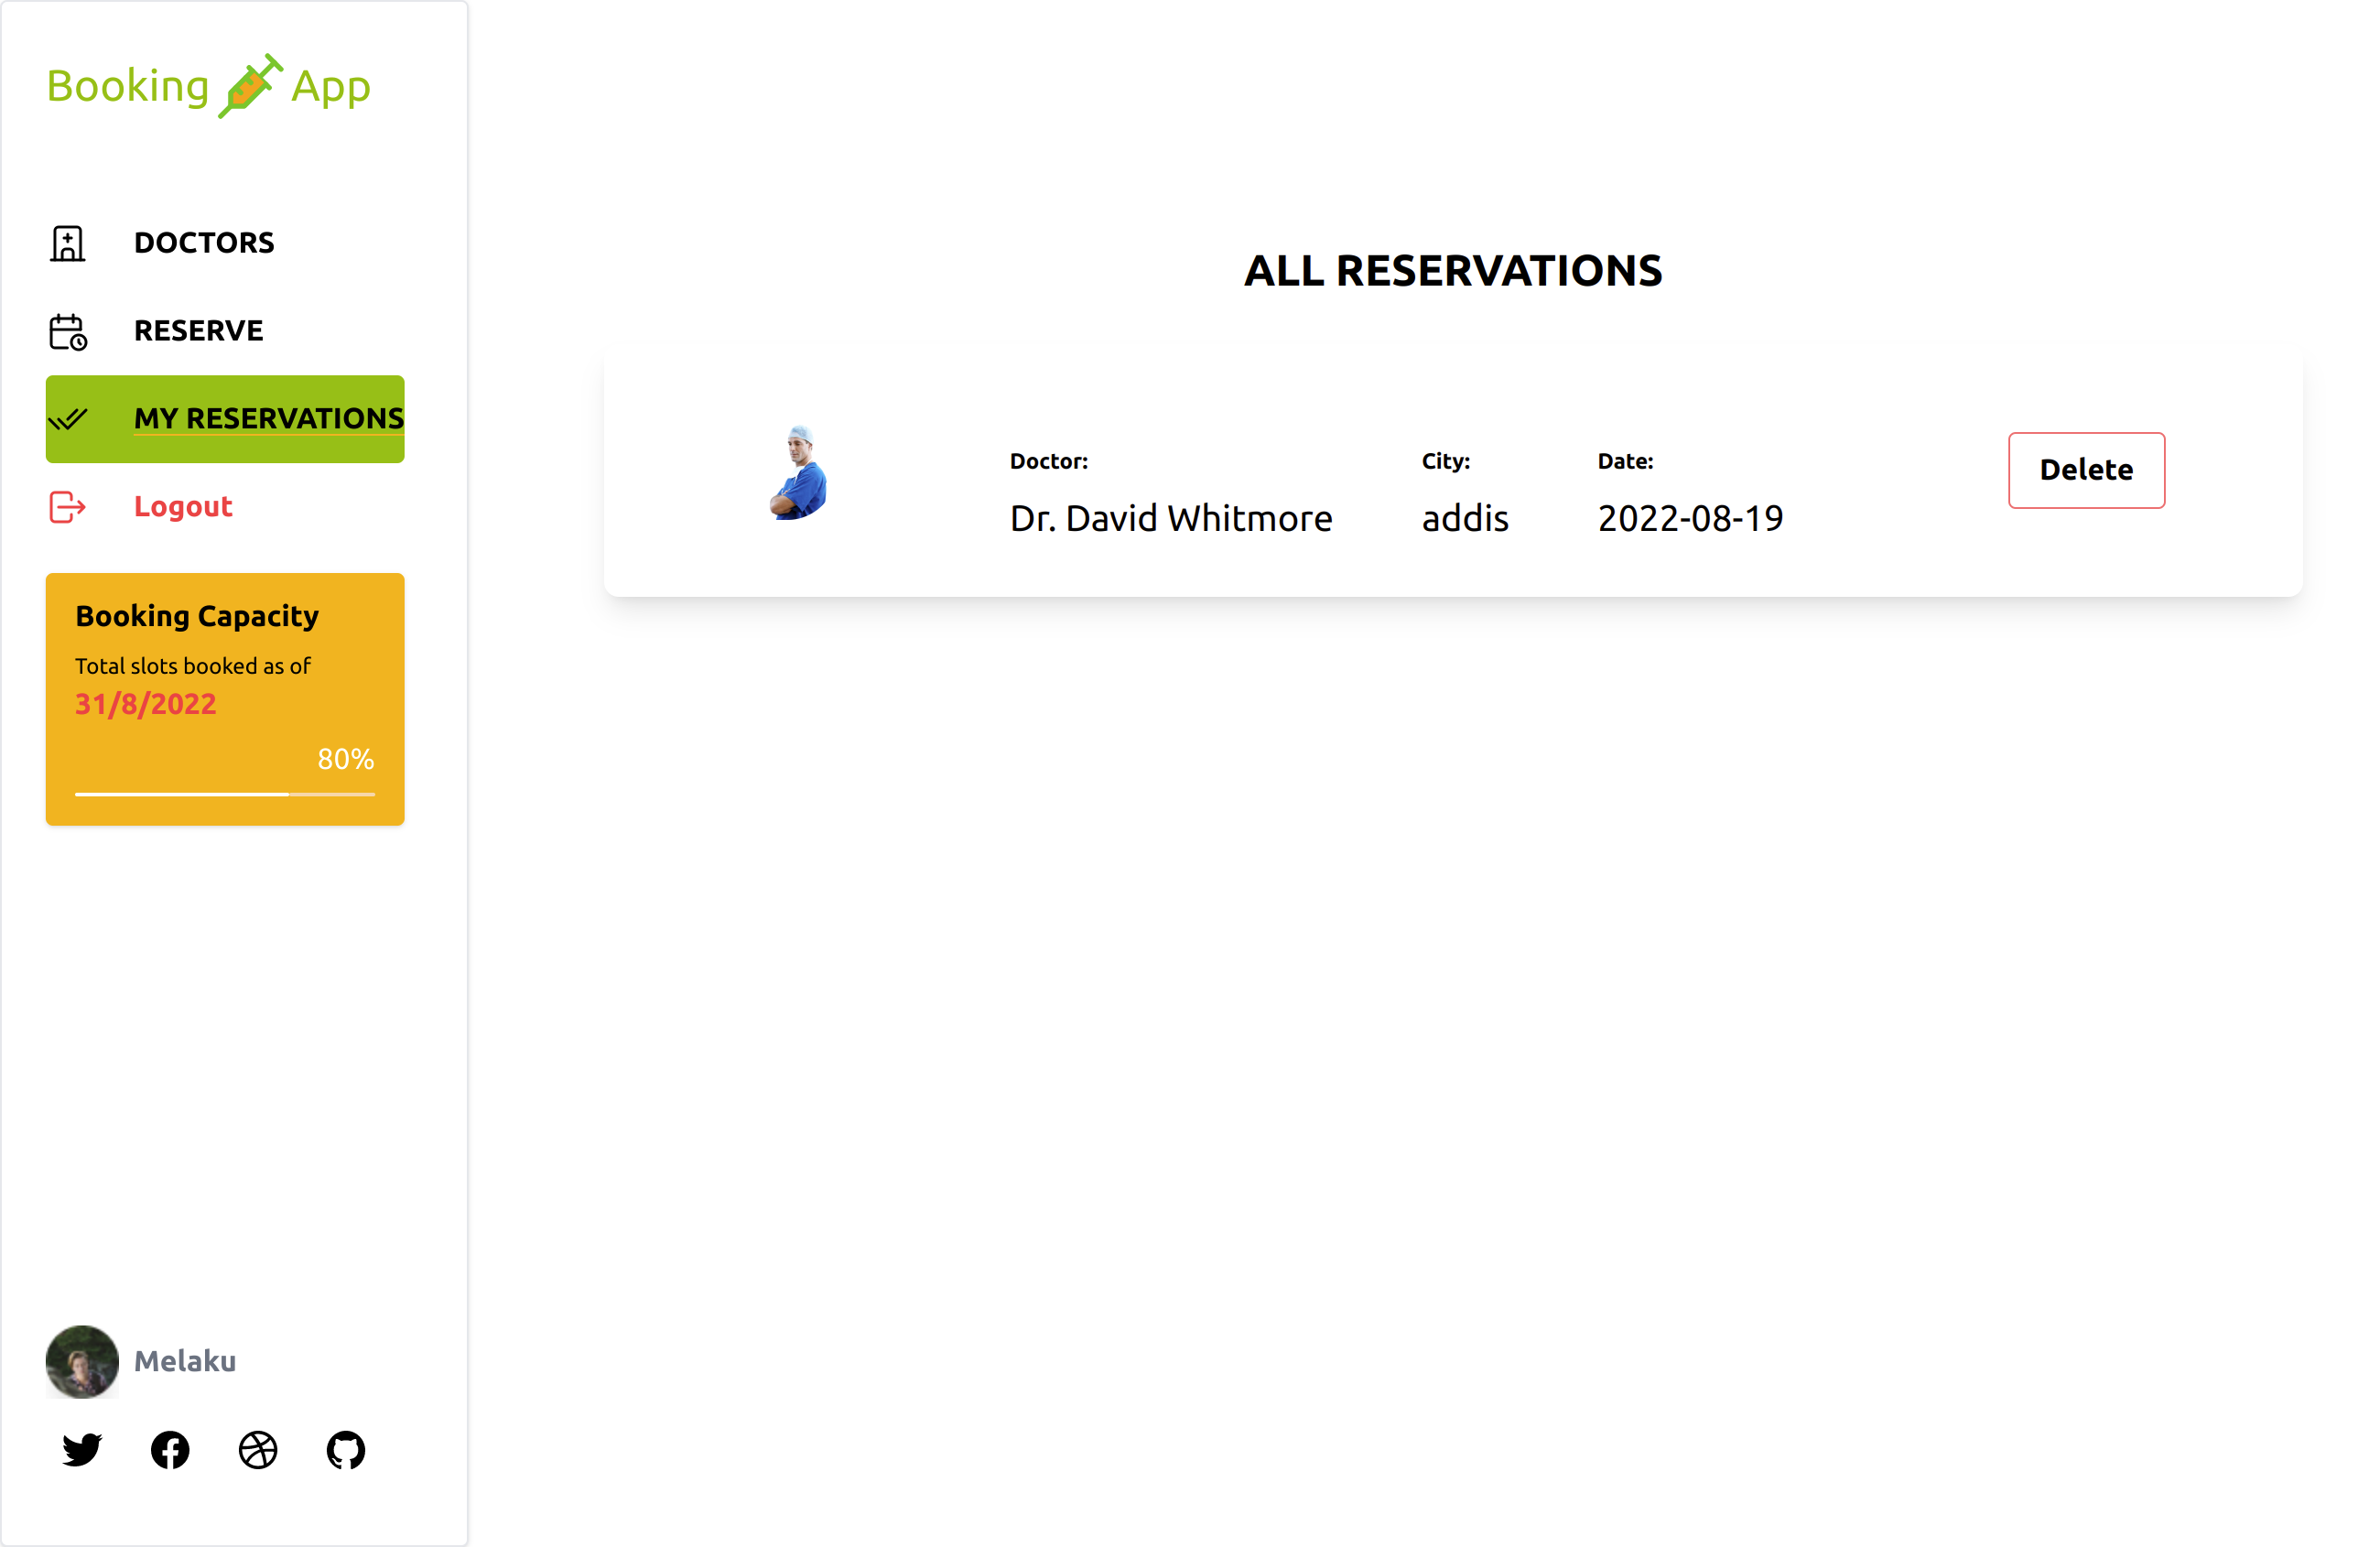 Booking App
DOCTORS
RESERVE
MY RESERVATIONS
Logout
Booking Capacity
Total slots booked as of
31/8/2022
80%
Melaku
ALL RESERVATIONS
Doctor: City: Date:
Dr. David Whitmore addis 2022-08-19
Delete